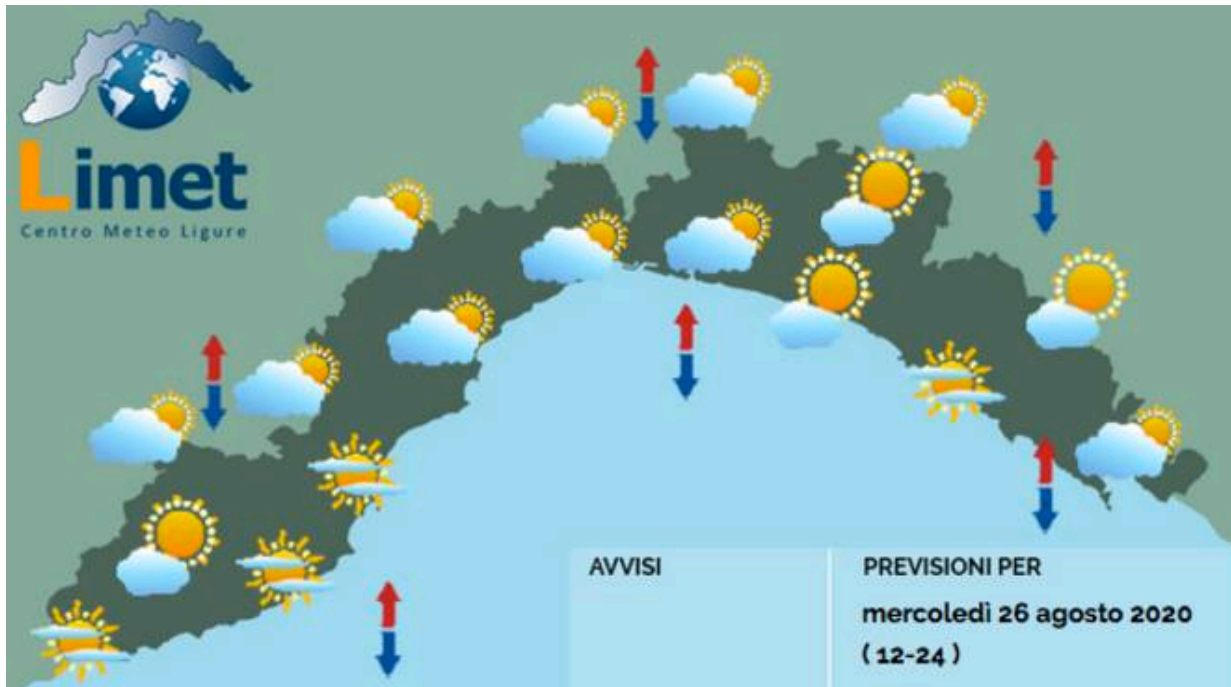 Limet
Centro Meteo Ligure
AVVISI
PREVISIONI PER
mercoledì 26 agosto 2020
( 12-24 )